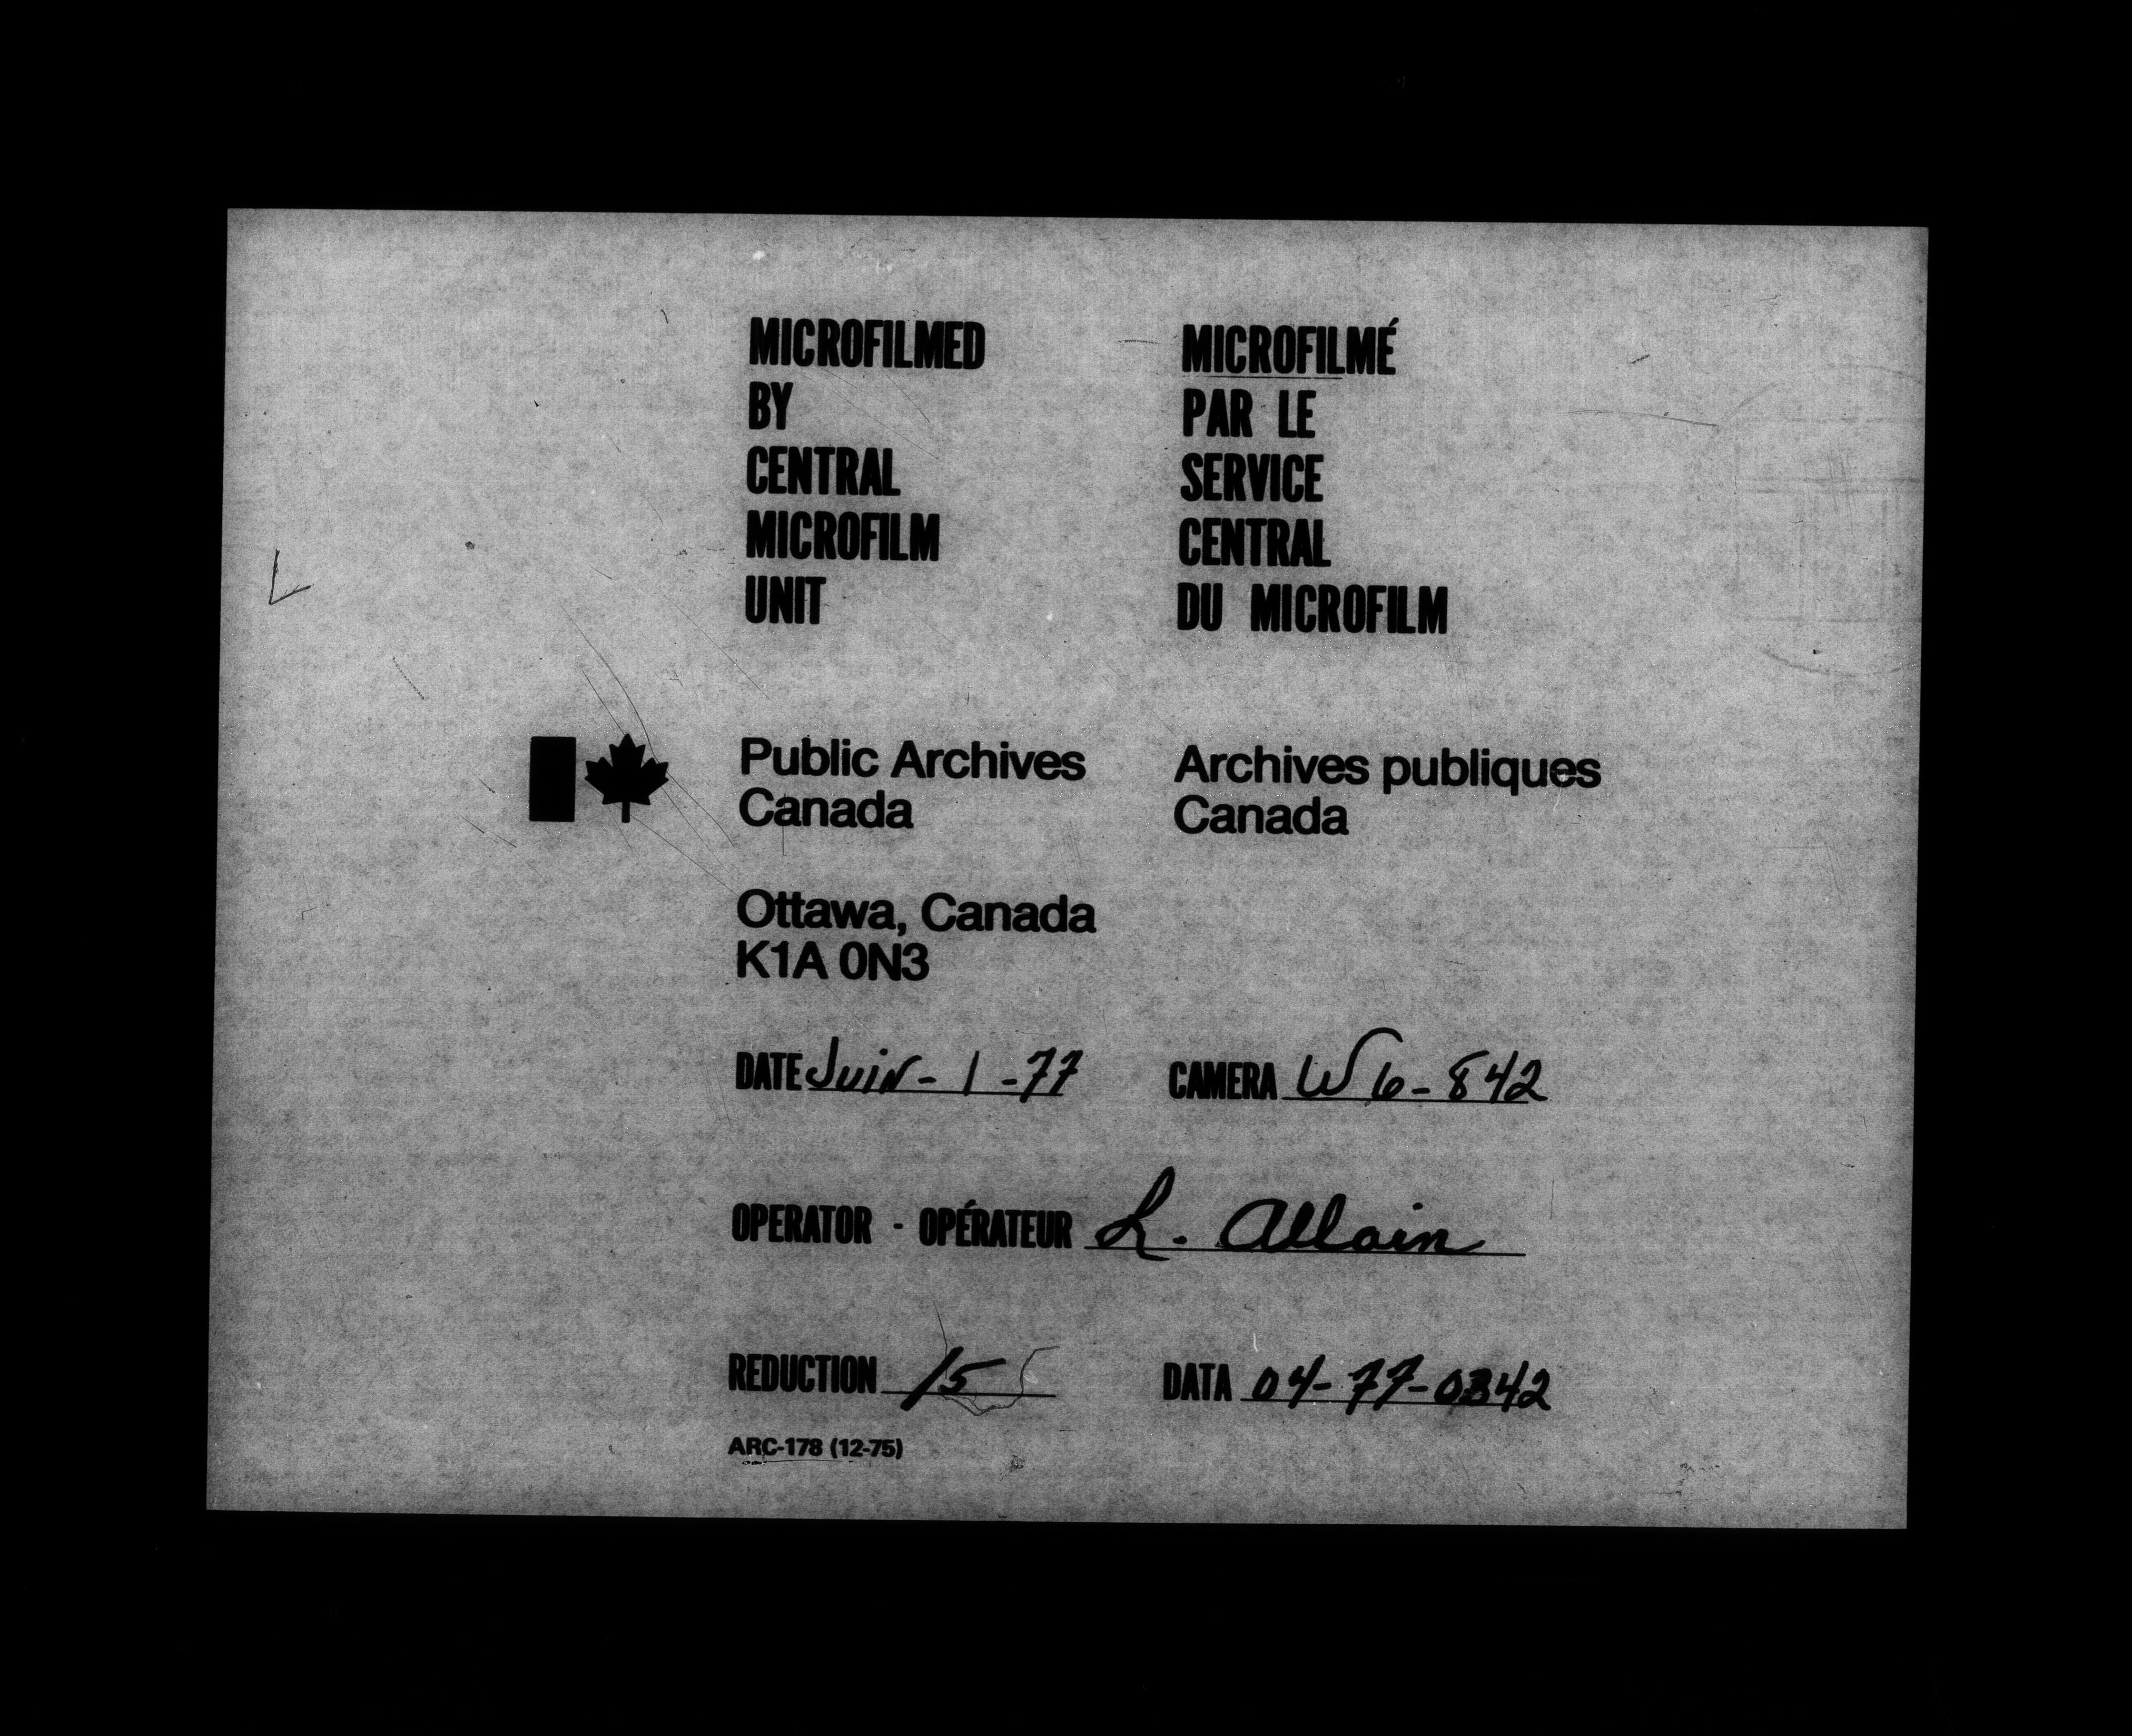 MICROFILMED
BY
CENTRAL
MICROFILM
UNIT
MICROFILMÉ
PAR LE
SERVICE
CENTRAL
DU MICROFILM
Public Archives
Canada
Archives publiques
Canada
Ottawa, Canada
K1A 0N3
DATE Juin - 1 - 77
CAMERA W 6 - 842
OPERATOR - OPÉRATEUR L. Allain
REDUCTION 15
DATA 04-77-0342
ARC-178 (12-75)